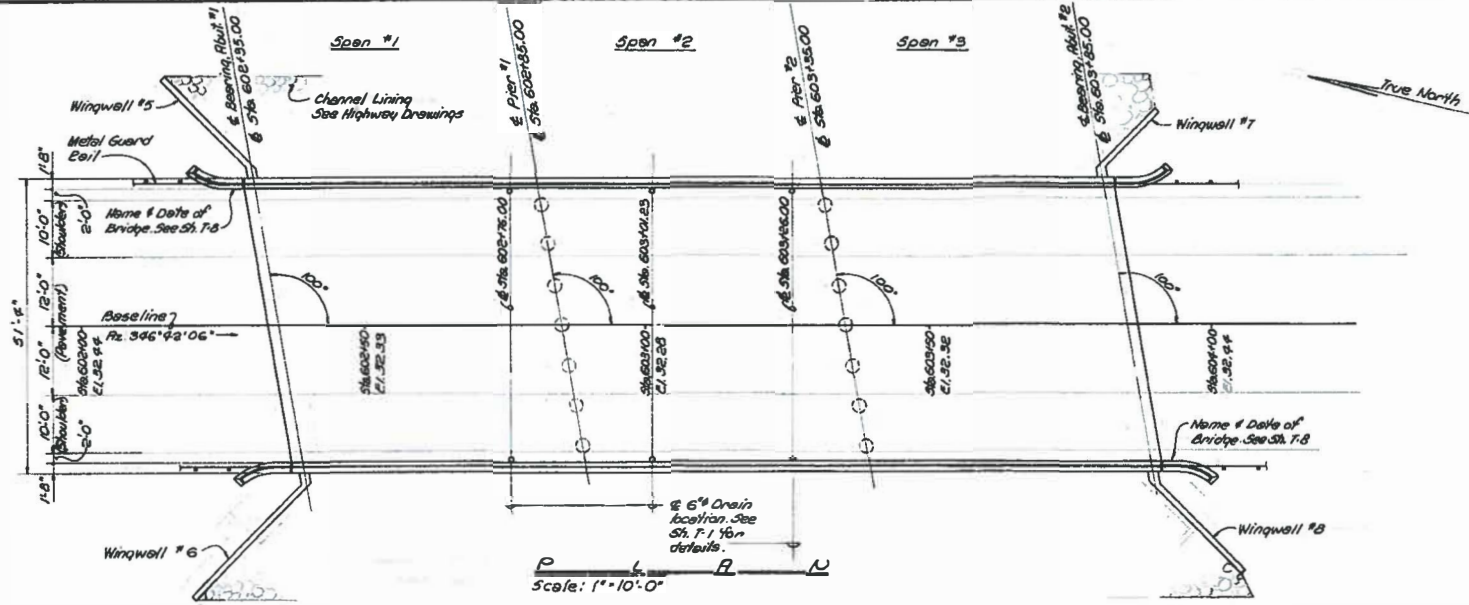 Span #1
Span #2
Span #3
℄ Bearing Abut. #1
℄ Sta. 602+35.00
℄ Pier #1
℄ Sta. 602+85.00
℄ Pier #2
℄ Sta. 603+35.00
℄ Bearing Abut. #2
℄ Sta. 603+85.00
True North
Wingwall #5
Channel Lining
See Highway Drawings
Wingwall #7
Metal Guard
Rail
Name & Date of
Bridge. See Sh. T-8
1'-8"
2'-0"
10'-0"
(Shoulder)
12'-0"
(Pavement)
51'-4"
12'-0"
10'-0"
(Shoulder)
2'-0"
1'-8"
℄ Sta. 602+76.00
℄ Sta. 603+01.23
℄ Sta. 603+26.00
100°
100°
100°
100°
Baseline
Az. 346°42'06"
Sta. 602+00
El. 32.44
Sta. 602+50
El. 32.33
Sta. 603+00
El. 32.28
Sta. 603+50
El. 32.32
Sta. 604+00
El. 32.44
Name & Date of
Bridge. See Sh. T-8
℄ 6"ϕ Drain
location. See
Sh. T-1 for
details.
Wingwall #6
Wingwall #8
PLAN
Scale: 1"=10'-0"